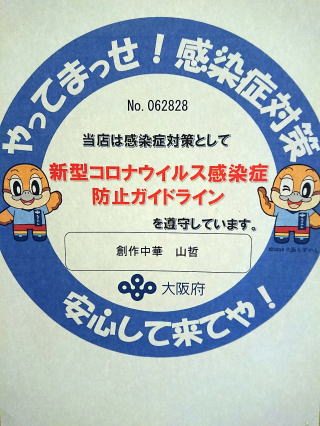 やってまっせ！感染症対策
No. 062828
当店は感染症対策として
新型コロナウイルス感染症
防止ガイドライン
を遵守しています。
創作中華 山哲
大阪府
安心して来てや！